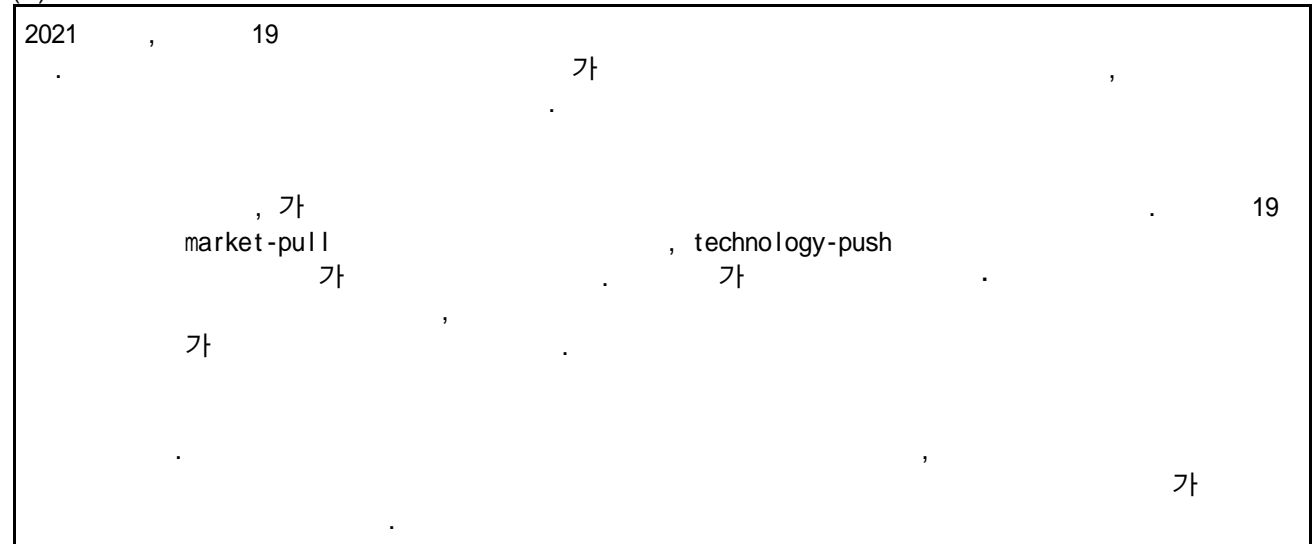 2021 , 19
. 가 ,
.
, 가 . 19
market-pull , technology-push
가 . 가 .
,
가 .
. ,
가
.